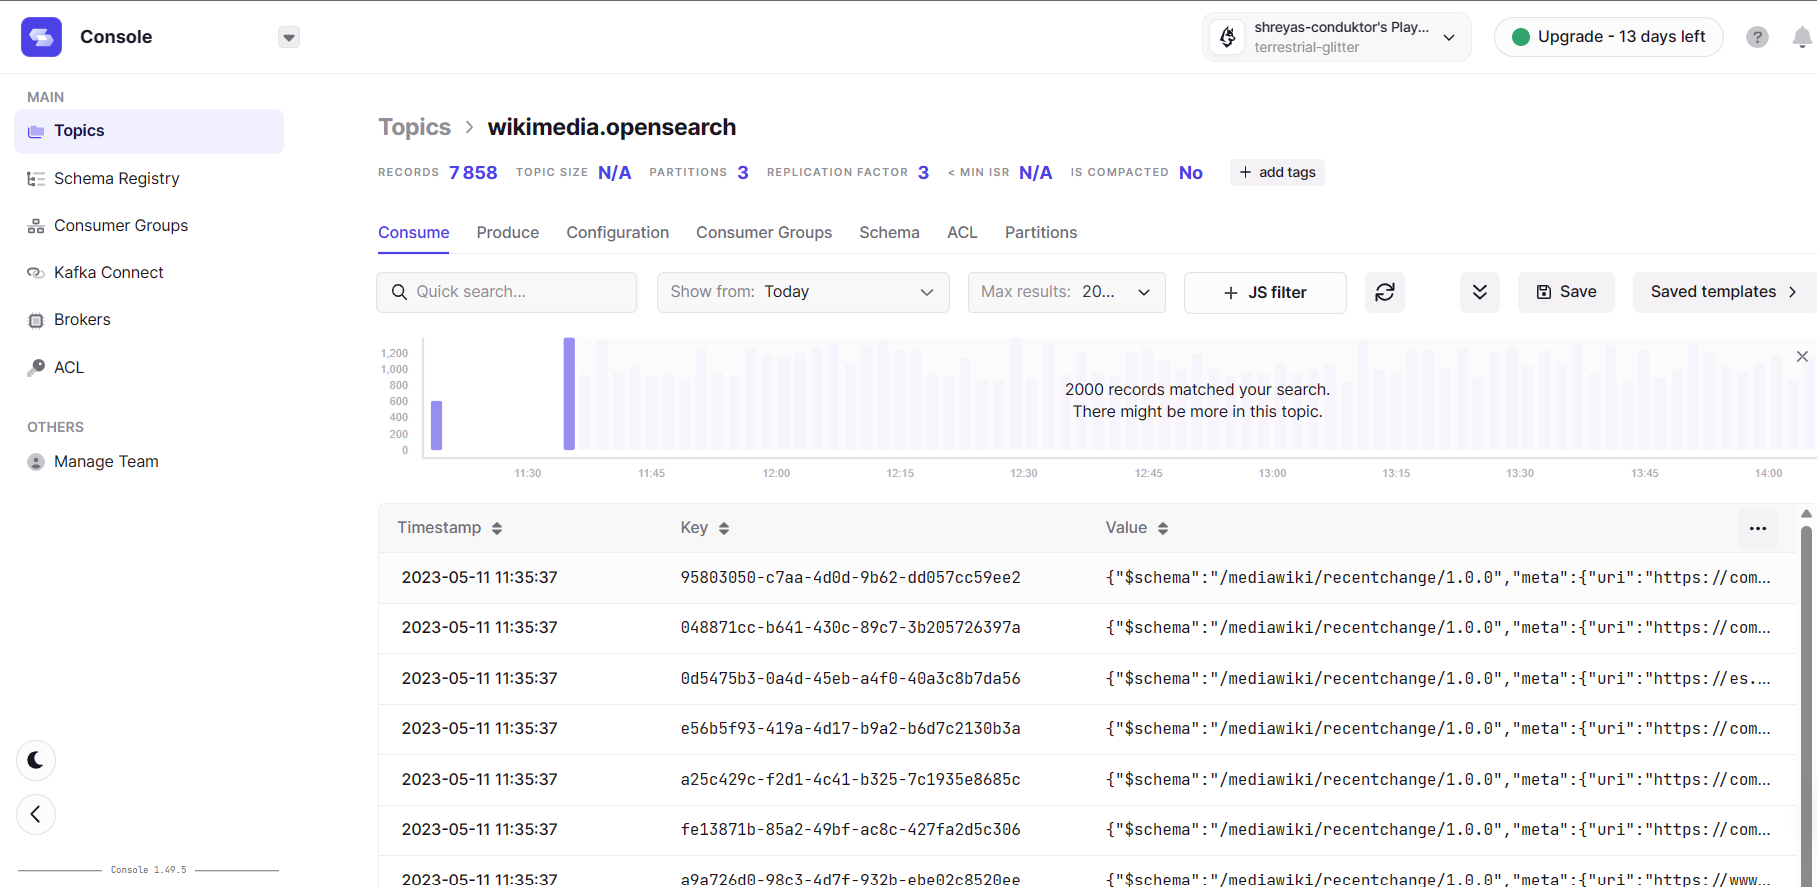 Console
shreyas-conduktor's Play...
terrestrial-glitter
Upgrade - 13 days left
?
MAIN
Topics
Schema Registry
Consumer Groups
Kafka Connect
Brokers
ACL
OTHERS
Manage Team
Console 1.49.5
Topics > wikimedia.opensearch
RECORDS 7 858 TOPIC SIZE N/A PARTITIONS 3 REPLICATION FACTOR 3 < MIN ISR N/A IS COMPACTED No + add tags
Consume Produce Configuration Consumer Groups Schema ACL Partitions
Quick search... Show from: Today Max results: 20... + JS filter Save Saved templates
1,200
1,000
800
600
400
200
0
2000 records matched your search.
There might be more in this topic.
11:30 11:45 12:00 12:15 12:30 12:45 13:00 13:15 13:30 13:45 14:00
Timestamp Key Value ...
2023-05-11 11:35:37 95803050-c7aa-4d0d-9b62-dd057cc59ee2 {"$schema":"/mediawiki/recentchange/1.0.0","meta":{"uri":"https://com...
2023-05-11 11:35:37 048871cc-b641-430c-89c7-3b205726397a {"$schema":"/mediawiki/recentchange/1.0.0","meta":{"uri":"https://com...
2023-05-11 11:35:37 0d5475b3-0a4d-45eb-a4f0-40a3c8b7da56 {"$schema":"/mediawiki/recentchange/1.0.0","meta":{"uri":"https://es....
2023-05-11 11:35:37 e56b5f93-419a-4d17-b9a2-b6d7c2130b3a {"$schema":"/mediawiki/recentchange/1.0.0","meta":{"uri":"https://com...
2023-05-11 11:35:37 a25c429c-f2d1-4c41-b325-7c1935e8685c {"$schema":"/mediawiki/recentchange/1.0.0","meta":{"uri":"https://com...
2023-05-11 11:35:37 fe13871b-85a2-49bf-ac8c-427fa2d5c306 {"$schema":"/mediawiki/recentchange/1.0.0","meta":{"uri":"https://com...
2023-05-11 11:35:37 a9a726d0-98c3-4d7f-932b-ebe02c8520ee {"$schema":"/mediawiki/recentchange/1.0.0","meta":{"uri":"https://www...